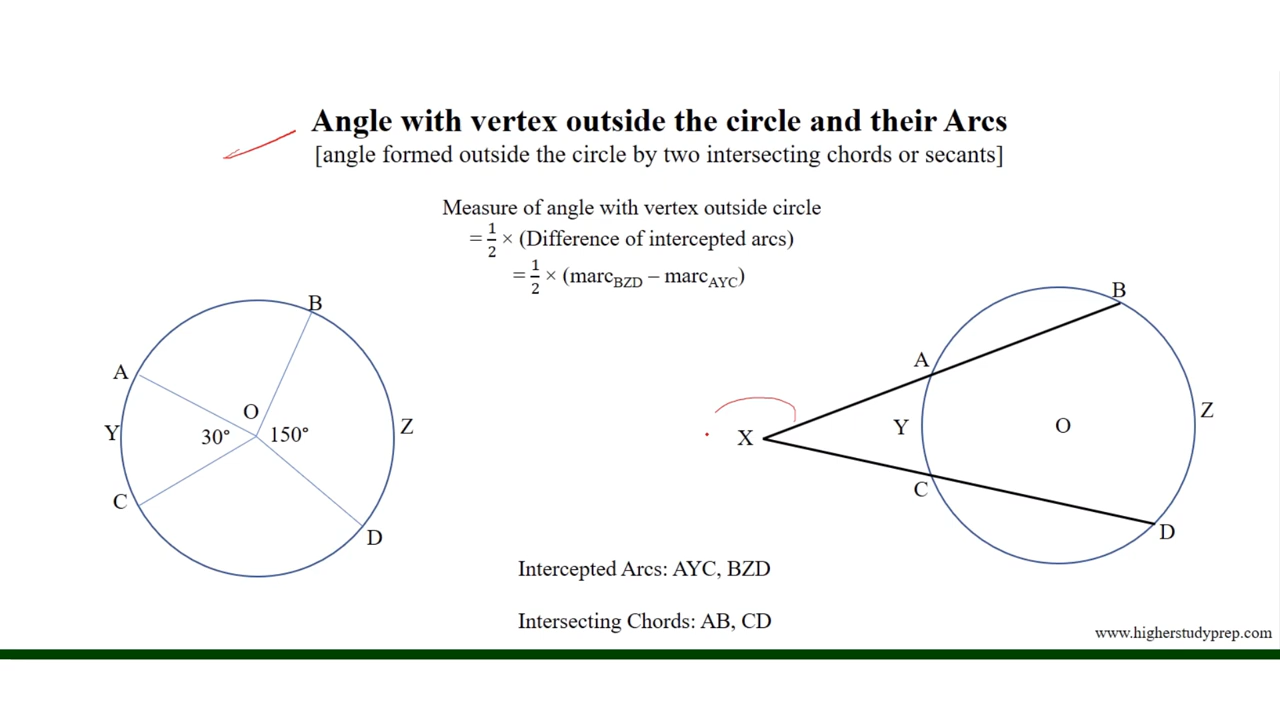 Angle with vertex outside the circle and their Arcs
[angle formed outside the circle by two intersecting chords or secants]
Measure of angle with vertex outside circle
= 1/2 × (Difference of intercepted arcs)
= 1/2 × (marc_BZD − marc_AYC)
B
A
O
Y
30°
150°
Z
C
D
B
A
Z
X
Y
O
C
D
Intercepted Arcs: AYC, BZD
Intersecting Chords: AB, CD
www.higherstudyprep.com